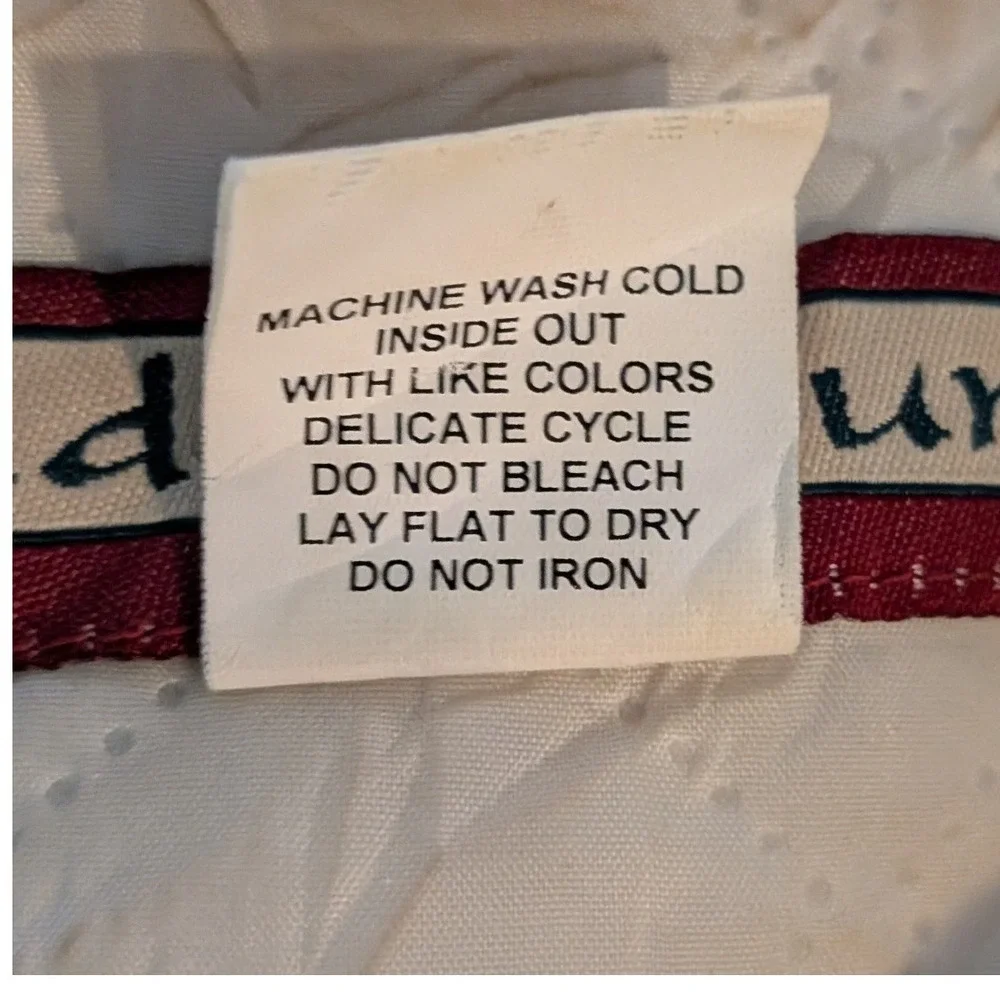 MACHINE WASH COLD
INSIDE OUT
WITH LIKE COLORS
DELICATE CYCLE
DO NOT BLEACH
LAY FLAT TO DRY
DO NOT IRON
d
ur